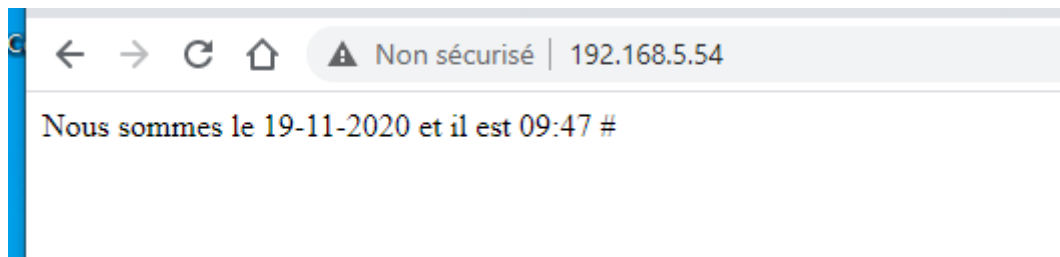 Non sécurisé | 192.168.5.54
Nous sommes le 19-11-2020 et il est 09:47 #